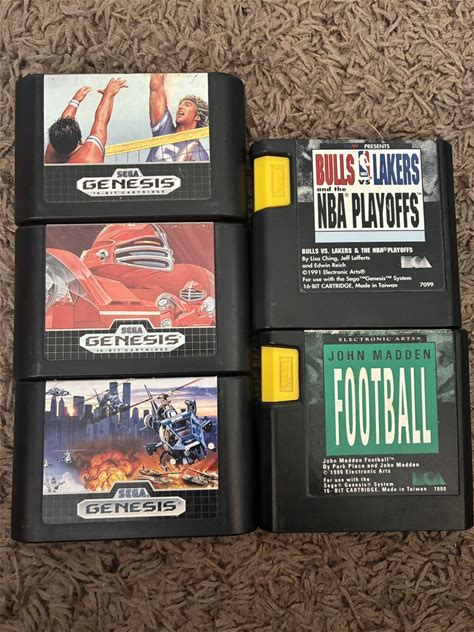 SEGA
GENESIS
16-BIT CARTRIDGE
SEGA
GENESIS
16-BIT CARTRIDGE
SEGA
GENESIS
PRESENTS
BULLS VS LAKERS
and the
NBA PLAYOFFS
BULLS VS. LAKERS & THE NBA PLAYOFFS
By Lisa Ching, Jeff Lefferts
and Edwin Reich
©1991 Electronic Arts®
For use with the Sega™Genesis™ System
16-BIT CARTRIDGE, Made in Taiwan 7099
ELECTRONIC ARTS®
JOHN MADDEN
FOOTBALL
John Madden Football™
By Park Place and John Madden
©1990 Electronic Arts
For use with the
Sega® Genesis™ System
16-BIT CARTRIDGE. Made in Taiwan 7000